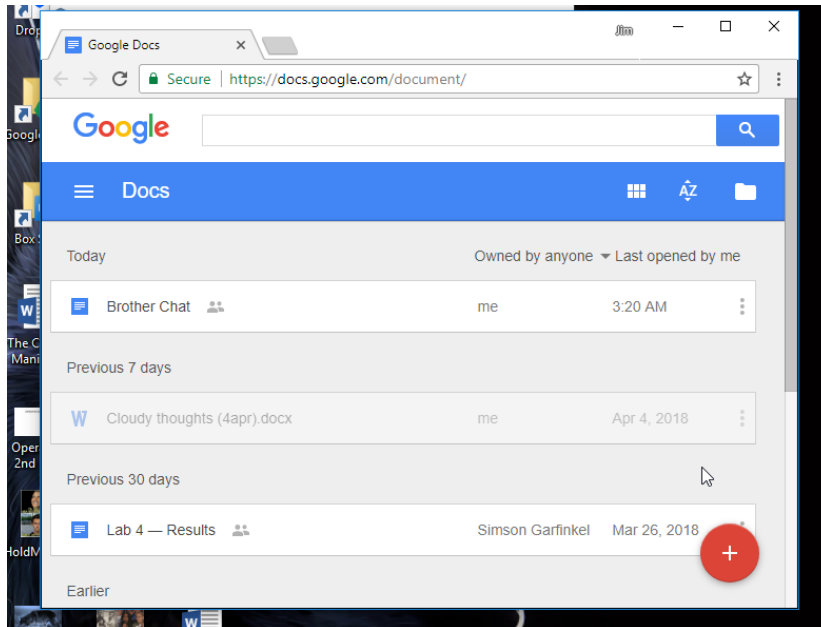 Drop
Jim
Google Docs
Secure
https://docs.google.com/document/
Google
Google
Docs
AZ
Box S
Today
Owned by anyone
Last opened by me
Brother Chat
me
3:20 AM
The C
Mani
Previous 7 days
W Cloudy thoughts (4apr).docx
me
Apr 4, 2018
Oper
2nd
Previous 30 days
Lab 4 — Results
Simson Garfinkel
Mar 26, 2018
+
HoldM
Earlier
W